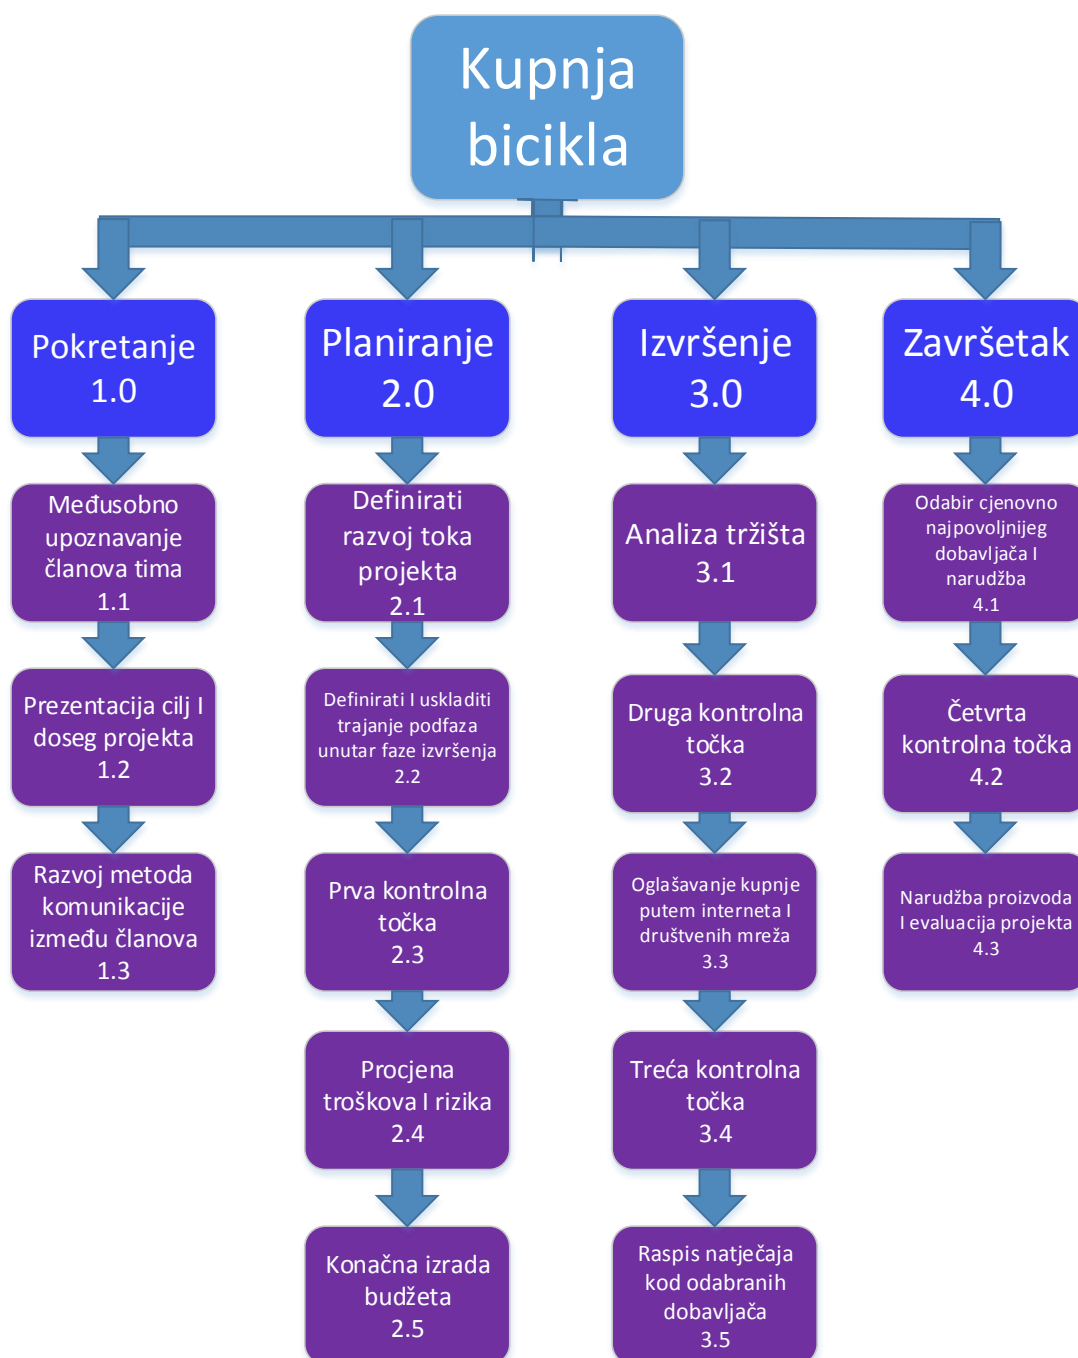 Kupnja
bicikla
Pokretanje
1.0
Planiranje
2.0
Izvršenje
3.0
Završetak
4.0
Međusobno
upoznavanje
članova tima
1.1
Definirati
razvoj toka
projekta
2.1
Analiza tržišta
3.1
Odabir cjenovno
najpovoljnijeg
dobavljača I
narudžba
4.1
Prezentacija cilj I
doseg projekta
1.2
Definirati I uskladiti
trajanje podfaza
unutar faze izvršenja
2.2
Druga kontrolna
točka
3.2
Četvrta
kontrolna točka
4.2
Razvoj metoda
komunikacije
između članova
1.3
Prva kontrolna
točka
2.3
Oglašavanje kupnje
putem interneta I
društvenih mreža
3.3
Narudžba proizvoda
I evaluacija projekta
4.3
Procjena
troškova I rizika
2.4
Treća kontrolna
točka
3.4
Konačna izrada
budžeta
2.5
Raspis natječaja
kod odabranih
dobavljača
3.5